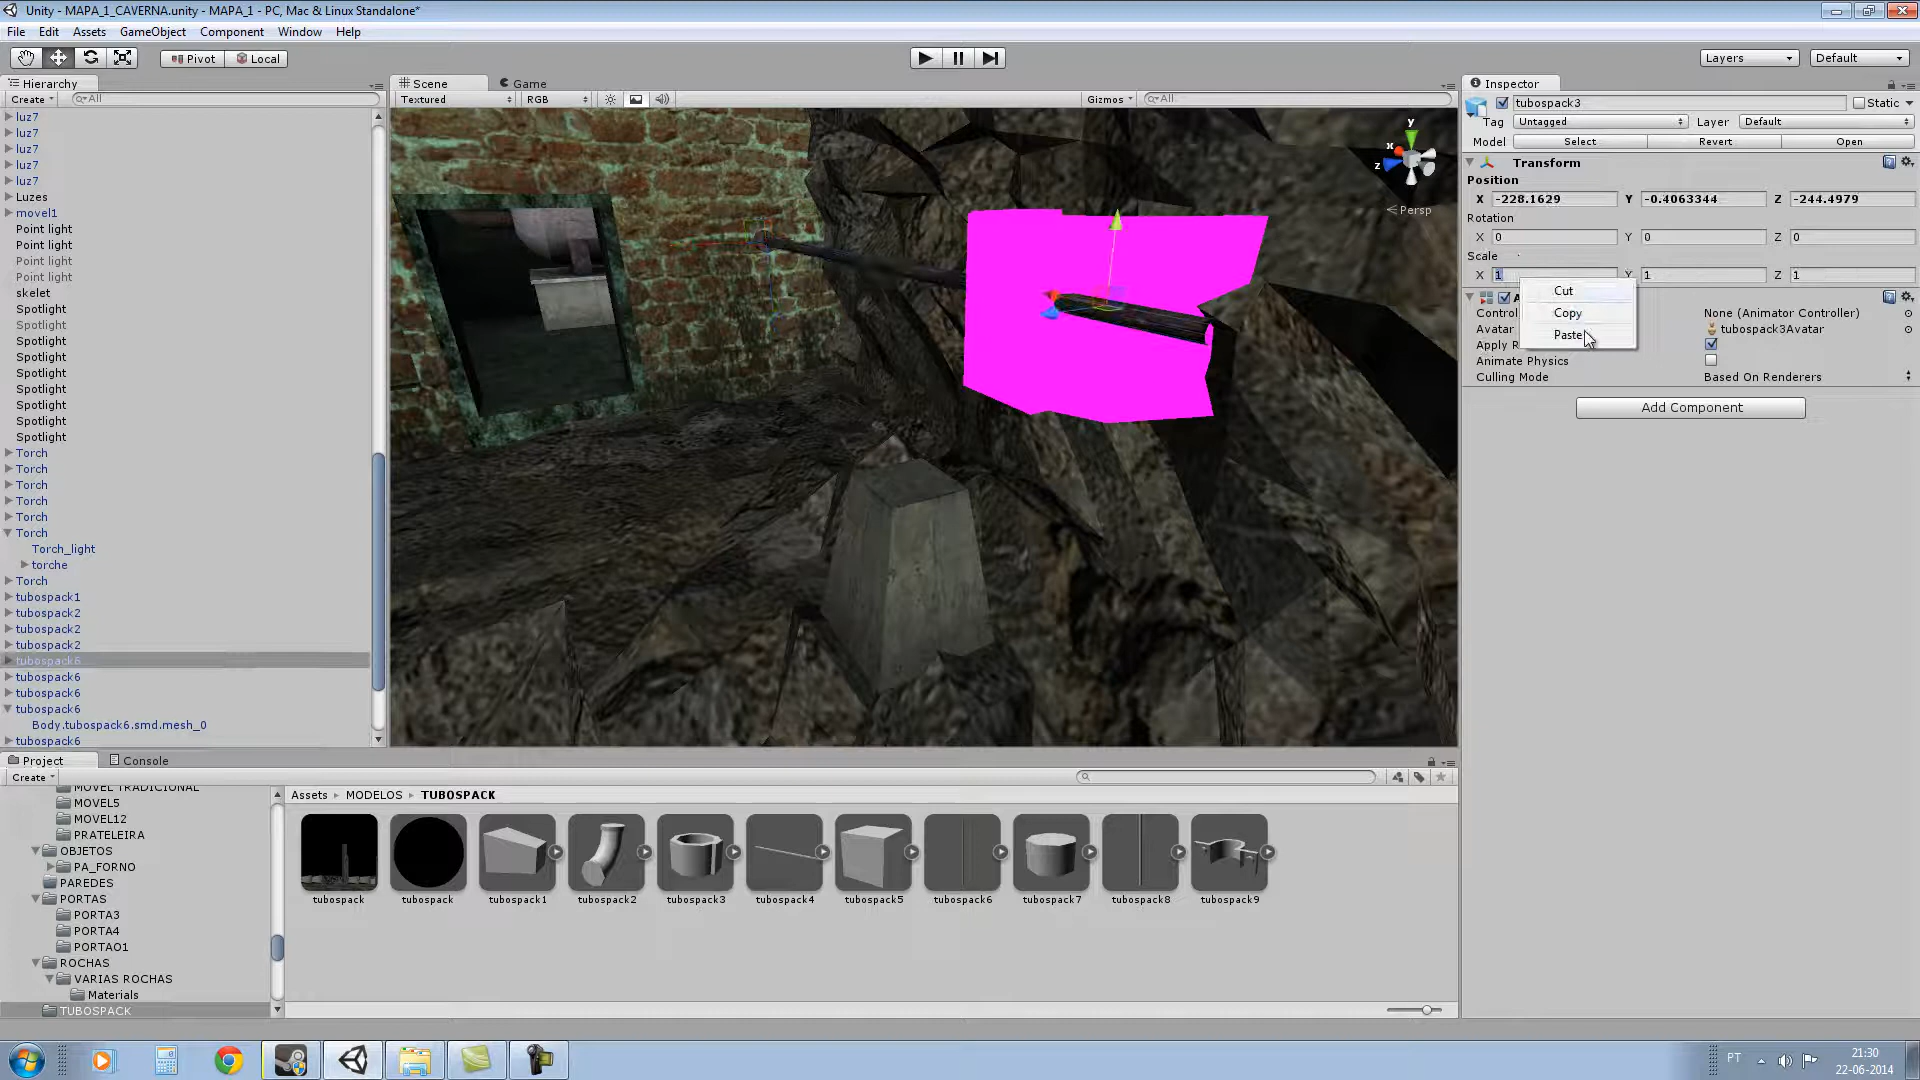 Unity - MAPA_1_CAVERNA.unity - MAPA_1 - PC, Mac & Linux Standalone*
File Edit Assets GameObject Component Window Help
Pivot Local Layers Default
Hierarchy
Create All
luz7
luz7
luz7
luz7
luz7
Luzes
movel1
Point light
Point light
Point light
Point light
skelet
Spotlight
Spotlight
Spotlight
Spotlight
Spotlight
Spotlight
Spotlight
Spotlight
Spotlight
Torch
Torch
Torch
Torch
Torch
Torch
Torch_light
torche
Torch
tubospack1
tubospack2
tubospack2
tubospack2
tubospack6
tubospack6
tubospack6
Body.tubospack6.smd.mesh_0
tubospack6
Scene Game
Textured RGB Gizmos All
y
x
z
Persp
Inspector
tubospack3 Static
Tag Untagged Layer Default
Model Select Revert Open
Transform
Position
X -228.1629 Y -0.4063344 Z -244.4979
Rotation
X 0 Y 0 Z 0
Scale
X 1 Y 1 Z 1
Cut
Copy
Paste
Control None (Animator Controller)
Avatar tubospack3Avatar
Apply R
Animate Physics
Culling Mode Based On Renderers
Add Component
Project Console
Create
MOVEL TRADICIONAL
MOVEL5
MOVEL12
PRATELEIRA
OBJETOS
PA_FORNO
PAREDES
PORTAS
PORTA3
PORTA4
PORTAO1
ROCHAS
VARIAS ROCHAS
Materials
TUBOSPACK
Assets MODELOS TUBOSPACK
tubospack tubospack tubospack1 tubospack2 tubospack3 tubospack4 tubospack5 tubospack6 tubospack7 tubospack8 tubospack9
PT
21:30
22-06-2014